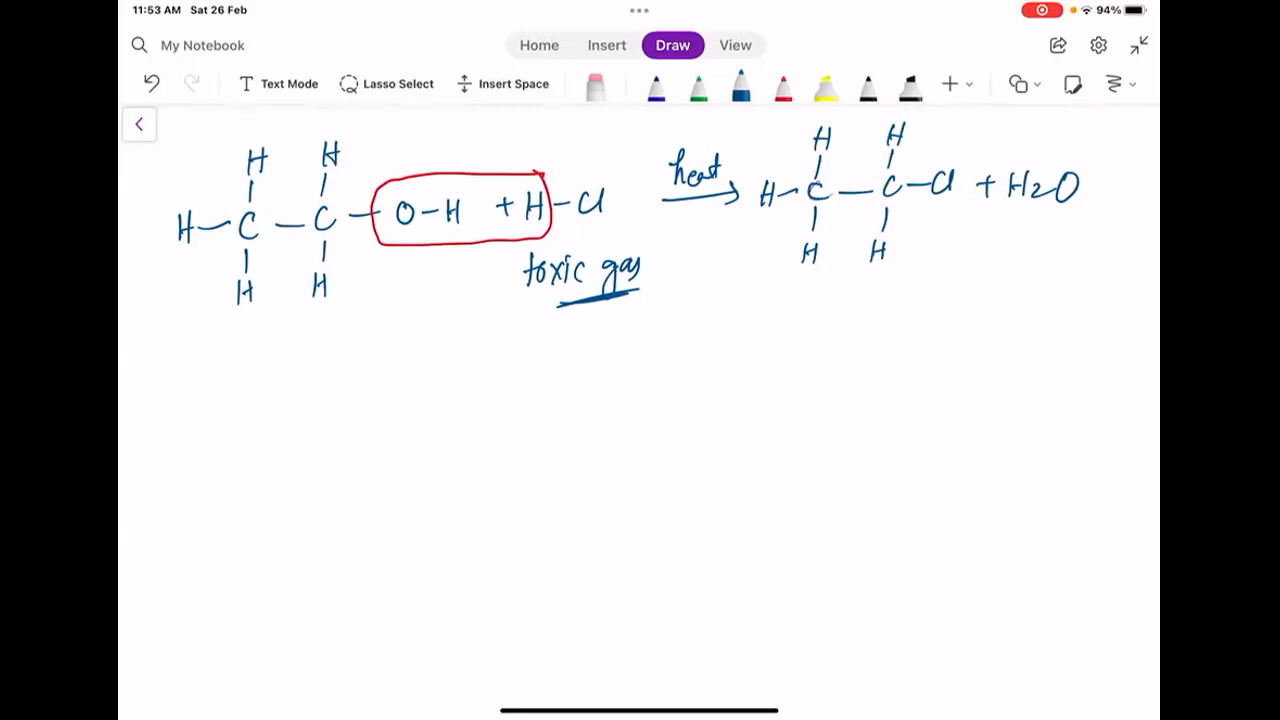 11:53 AM Sat 26 Feb
94%
My Notebook
Home Insert Draw View
Text Mode Lasso Select Insert Space
H H
H H
H-C-C-O-H + H-Cl heat H-C-C-Cl + H2O
H H
H H
toxic gas